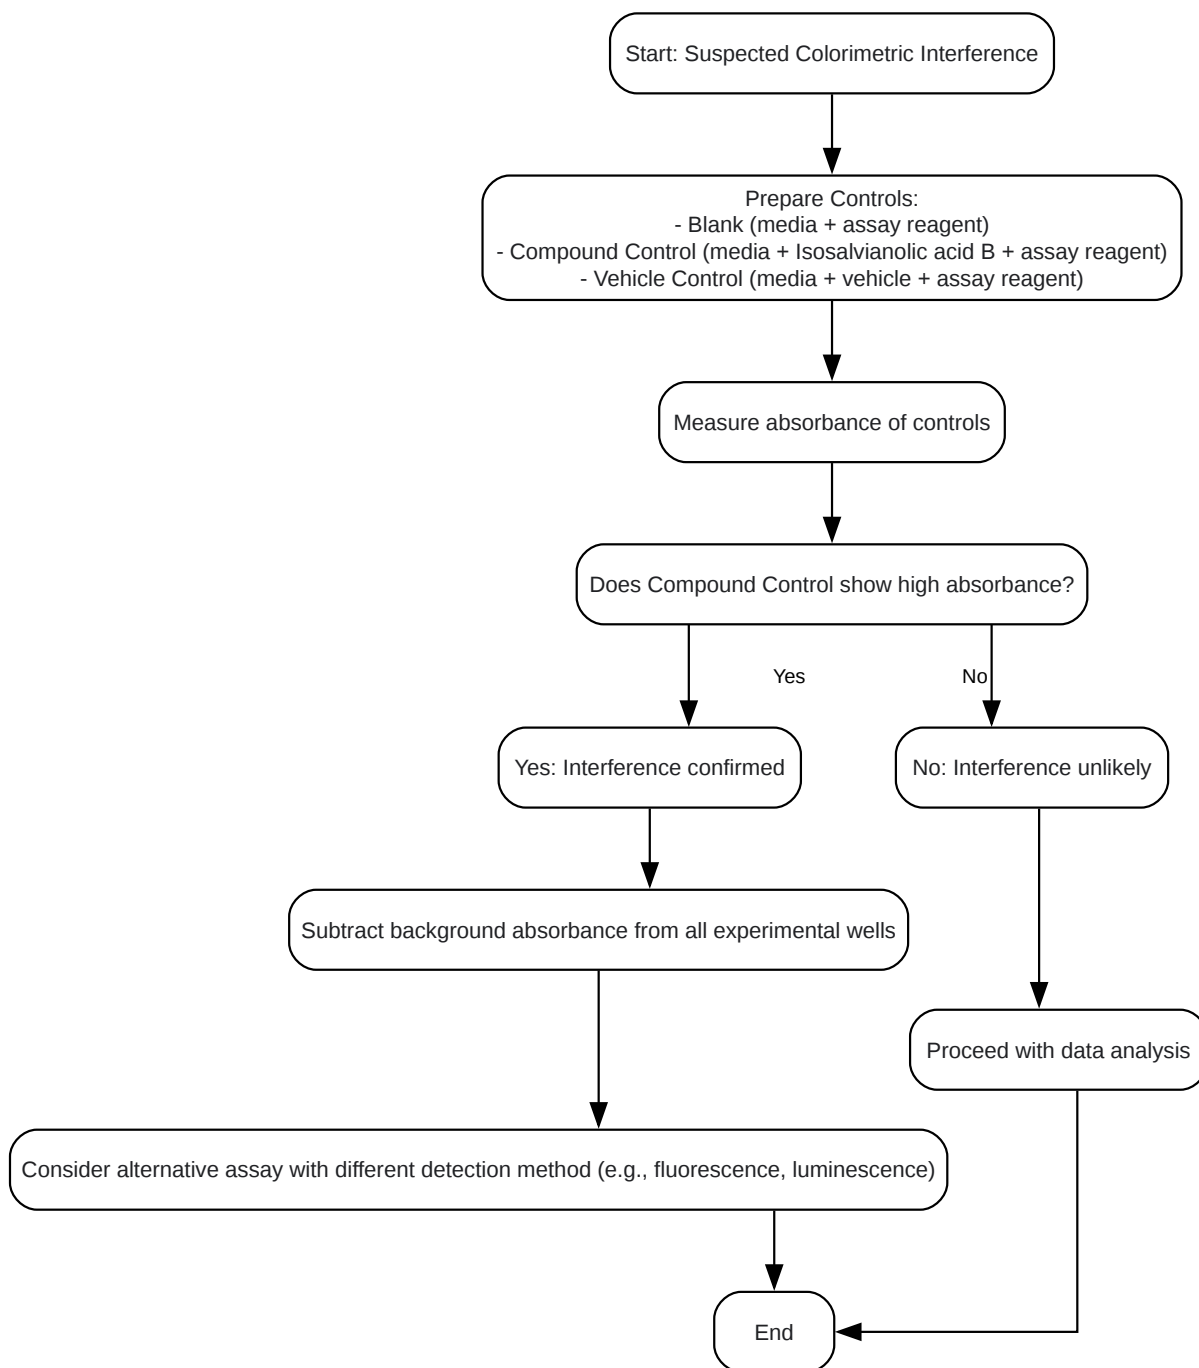 Start: Suspected Colorimetric Interference
Prepare Controls:
- Blank (media + assay reagent)
- Compound Control (media + Isosalvianolic acid B + assay reagent)
- Vehicle Control (media + vehicle + assay reagent)
Measure absorbance of controls
Does Compound Control show high absorbance?
Yes
No
Yes: Interference confirmed
No: Interference unlikely
Subtract background absorbance from all experimental wells
Proceed with data analysis
Consider alternative assay with different detection method (e.g., fluorescence, luminescence)
End